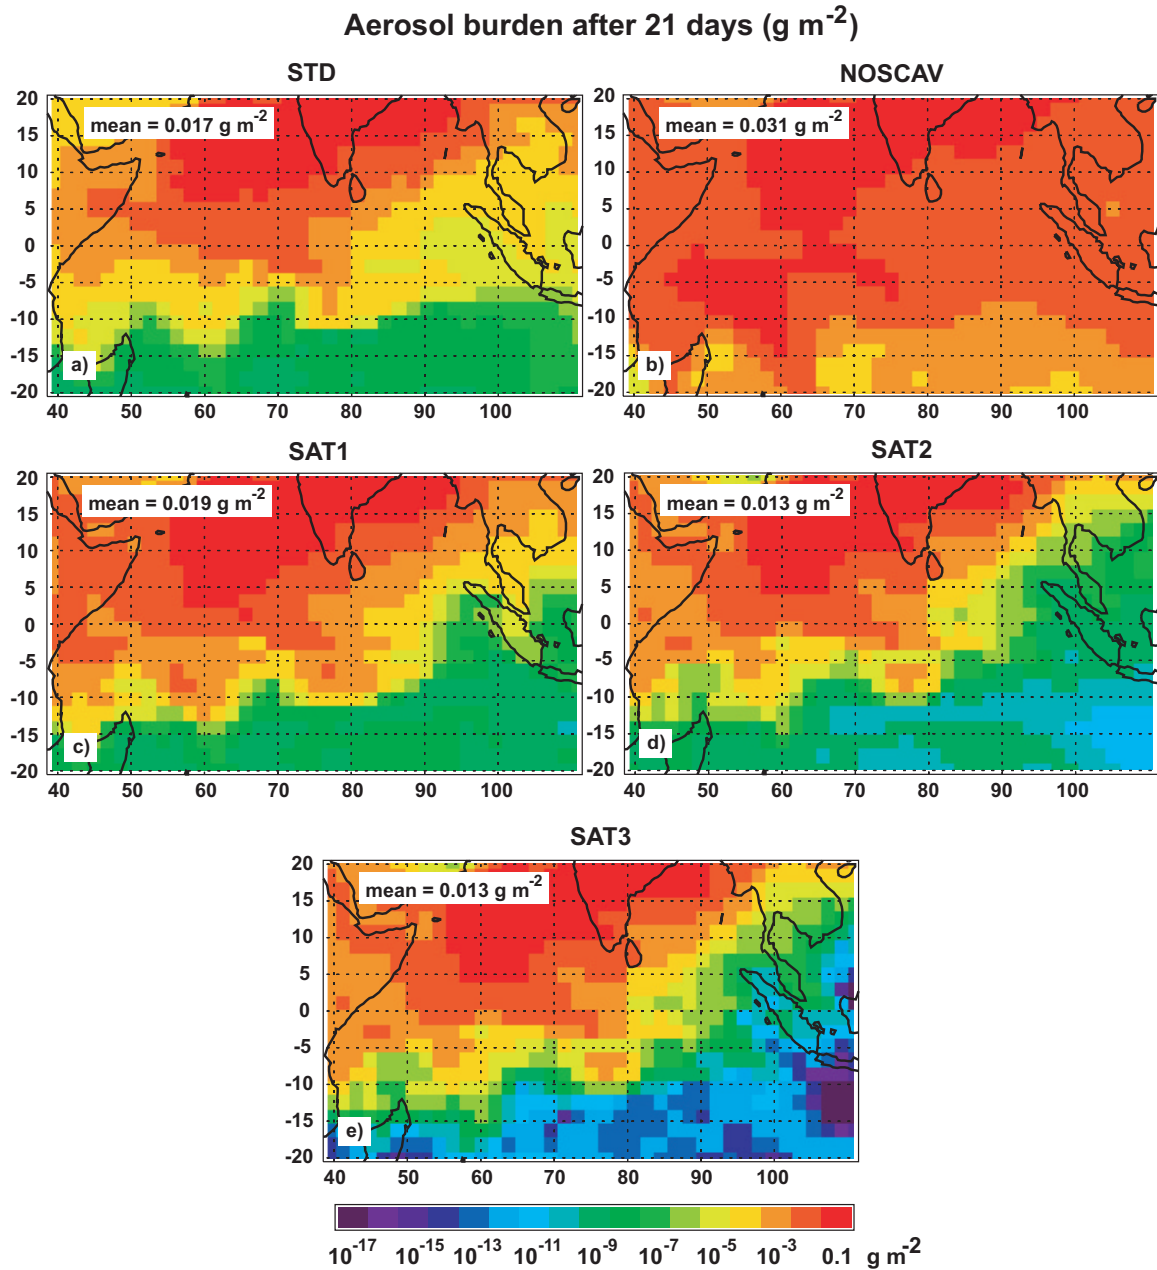 Aerosol burden after 21 days (g m-2)
STD
NOSCAV
20
15
10
5
0
-5
-10
-15
-20
mean = 0.017 g m-2
a)
40 50 60 70 80 90 100
20
15
10
5
0
-5
-10
-15
-20
mean = 0.031 g m-2
b)
40 50 60 70 80 90 100
SAT1
SAT2
20
15
10
5
0
-5
-10
-15
-20
mean = 0.019 g m-2
c)
40 50 60 70 80 90 100
20
15
10
5
0
-5
-10
-15
-20
mean = 0.013 g m-2
d)
40 50 60 70 80 90 100
SAT3
20
15
10
5
0
-5
-10
-15
-20
mean = 0.013 g m-2
e)
40 50 60 70 80 90 100
10-17 10-15 10-13 10-11 10-9 10-7 10-5 10-3 0.1 g m-2